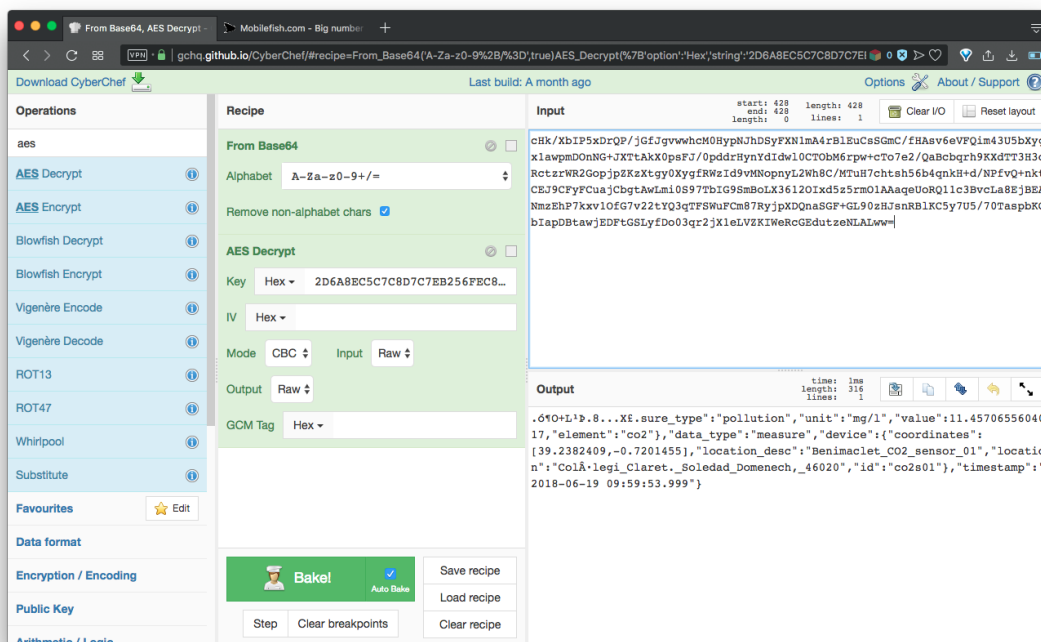 From Base64, AES Decrypt -
Mobilefish.com - Big number
VPN
gchq.github.io/CyberChef/#recipe=From_Base64('A-Za-z0-9%2B/%3D',true)AES_Decrypt(%7B'option':'Hex','string':'2D6A8EC5C7C8D7C7EI
0
Download CyberChef
Last build: A month ago
Options
About / Support
Operations
aes
AES Decrypt
AES Encrypt
Blowfish Decrypt
Blowfish Encrypt
Vigenère Encode
Vigenère Decode
ROT13
ROT47
Whirlpool
Substitute
Favourites
Edit
Data format
Encryption / Encoding
Public Key
Arithmetic / Logic
Recipe
From Base64
Alphabet A-Za-z0-9+/=
Remove non-alphabet chars
AES Decrypt
Key Hex 2D6A8EC5C7C8D7C7EB256FEC8...
IV Hex
Mode CBC Input Raw
Output Raw
GCM Tag Hex
Bake!
Auto Bake
Step
Clear breakpoints
Save recipe
Load recipe
Clear recipe
Input
start: 428
end: 428
length: 0
length: 428
lines: 1
Clear I/O
Reset layout
Output
time: 1ms
length: 316
lines: 1
.ó¶O+L¹Þ.8...X£.sure_type":"pollution","unit":"mg/l","value":11.45706556040
17,"element":"co2"},"data_type":"measure","device":{"coordinates":
[39.2382409,-0.7201455],"location_desc":"Benimaclet_CO2_sensor_01","locatio
n":"ColÂ·legi_Claret._Soledad_Domenech,_46020","id":"co2s01"},"timestamp":"
2018-06-19 09:59:53.999"}